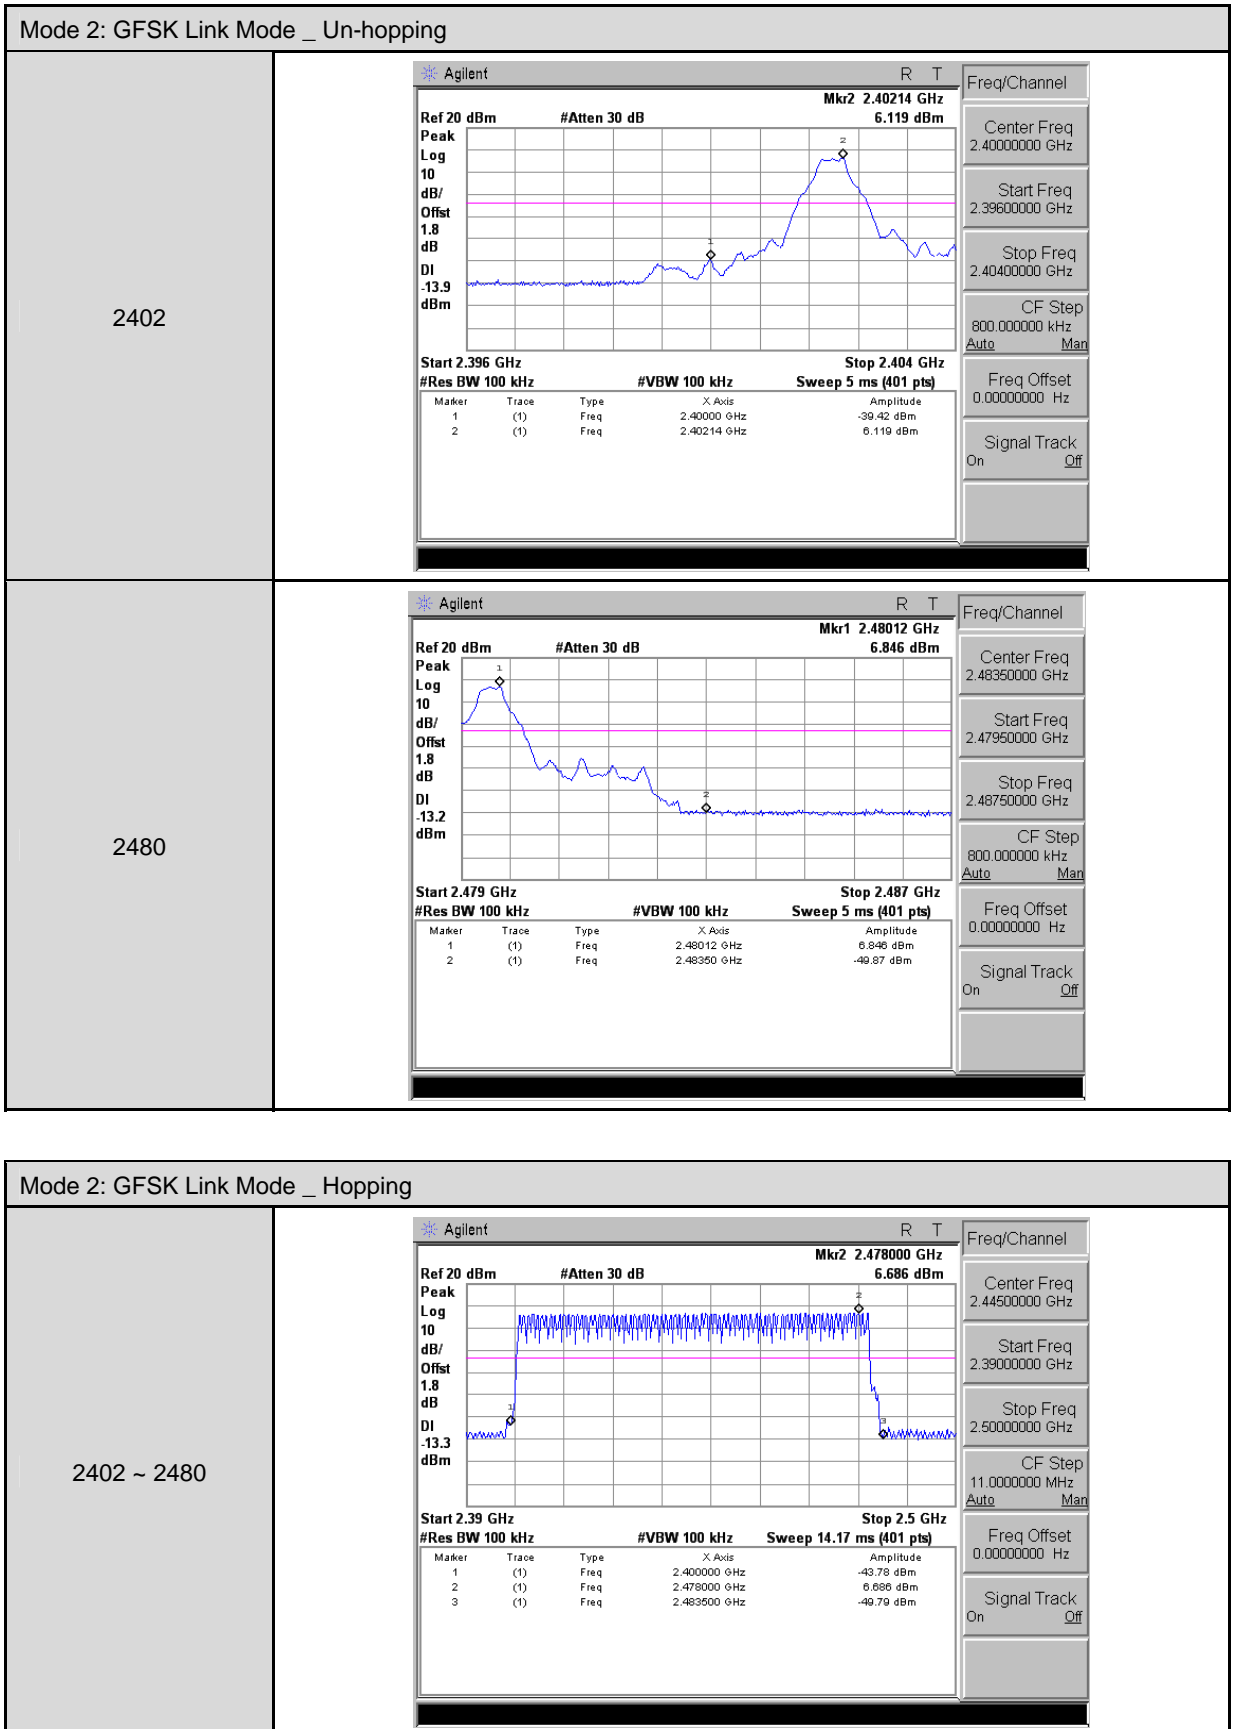 Mode 2: GFSK Link Mode _ Un-hopping
2402
Agilent R T
Mkr2 2.40214 GHz
Ref 20 dBm #Atten 30 dB 6.119 dBm
Peak
Log
10
dB/
Offst
1.8
dB
DI
-13.9
dBm
1
2
Start 2.396 GHz Stop 2.404 GHz
#Res BW 100 kHz #VBW 100 kHz Sweep 5 ms (401 pts)
Marker Trace Type X Axis Amplitude
1 (1) Freq 2.40000 GHz -39.42 dBm
2 (1) Freq 2.40214 GHz 6.119 dBm
Freq/Channel
Center Freq
2.40000000 GHz
Start Freq
2.39600000 GHz
Stop Freq
2.40400000 GHz
CF Step
800.000000 kHz
Auto Man
Freq Offset
0.00000000 Hz
Signal Track
On Off
2480
Agilent R T
Mkr1 2.48012 GHz
Ref 20 dBm #Atten 30 dB 6.846 dBm
Peak
Log
10
dB/
Offst
1.8
dB
DI
-13.2
dBm
1
2
Start 2.479 GHz Stop 2.487 GHz
#Res BW 100 kHz #VBW 100 kHz Sweep 5 ms (401 pts)
Marker Trace Type X Axis Amplitude
1 (1) Freq 2.48012 GHz 6.846 dBm
2 (1) Freq 2.48350 GHz -49.87 dBm
Freq/Channel
Center Freq
2.48350000 GHz
Start Freq
2.47950000 GHz
Stop Freq
2.48750000 GHz
CF Step
800.000000 kHz
Auto Man
Freq Offset
0.00000000 Hz
Signal Track
On Off
Mode 2: GFSK Link Mode _ Hopping
2402 ~ 2480
Agilent R T
Mkr2 2.478000 GHz
Ref 20 dBm #Atten 30 dB 6.686 dBm
Peak
Log
10
dB/
Offst
1.8
dB
DI
-13.3
dBm
1
2
3
Start 2.39 GHz Stop 2.5 GHz
#Res BW 100 kHz #VBW 100 kHz Sweep 14.17 ms (401 pts)
Marker Trace Type X Axis Amplitude
1 (1) Freq 2.400000 GHz -43.78 dBm
2 (1) Freq 2.478000 GHz 6.686 dBm
3 (1) Freq 2.483500 GHz -49.79 dBm
Freq/Channel
Center Freq
2.44500000 GHz
Start Freq
2.39000000 GHz
Stop Freq
2.50000000 GHz
CF Step
11.0000000 MHz
Auto Man
Freq Offset
0.00000000 Hz
Signal Track
On Off